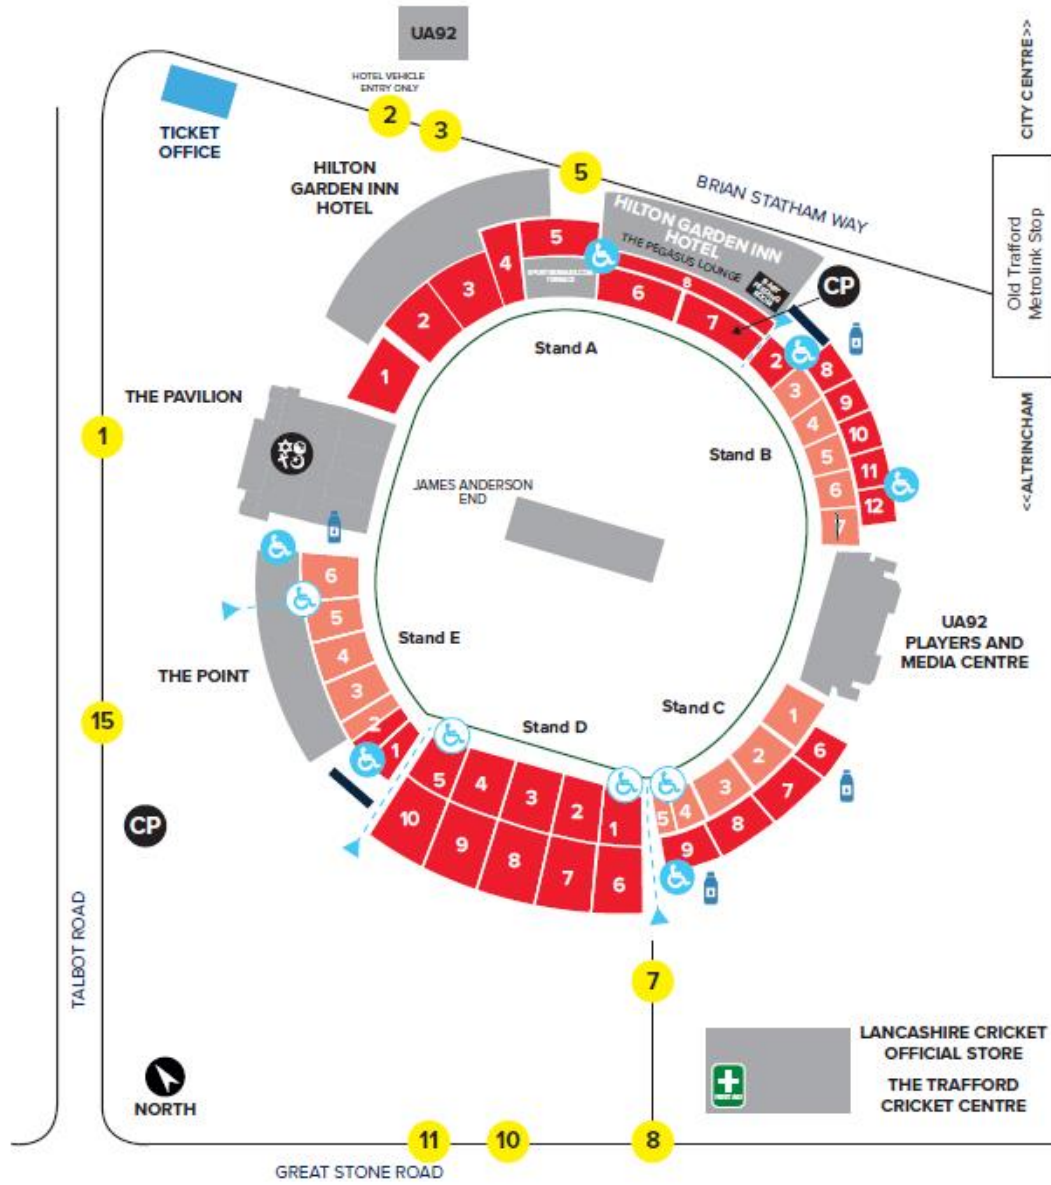 UA92
HOTEL VEHICLE
ENTRY ONLY
2
3
5
TICKET
OFFICE
HILTON
GARDEN INN
HOTEL
BRIAN STATHAM WAY
CITY CENTRE>>
Old Trafford
Metrolink Stop
<<ALTRINCHAM
HILTON GARDEN INN
HOTEL
THE PEGASUS LOUNGE
CP
5
4
3
2
1
6
7
8
Stand A
THE PAVILION
1
JAMES ANDERSON
END
Stand B
2
3
4
5
6
7
8
9
10
11
12
UA92
PLAYERS AND
MEDIA CENTRE
6
5
4
3
2
1
Stand E
THE POINT
15
CP
Stand D
5
4
3
2
1
10
9
8
7
6
Stand C
1
2
3
4
5
6
7
8
9
7
TALBOT ROAD
NORTH
LANCASHIRE CRICKET
OFFICIAL STORE
THE TRAFFORD
CRICKET CENTRE
FIRST AID
11
10
8
GREAT STONE ROAD